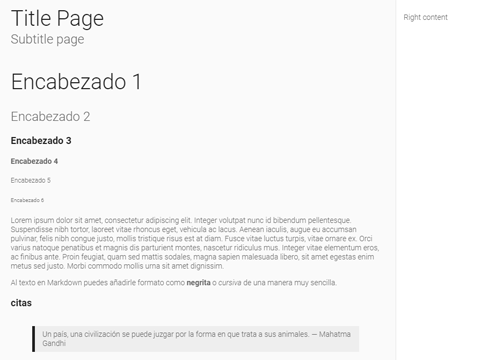 Title Page
Subtitle page
Right content
Encabezado 1
Encabezado 2
Encabezado 3
Encabezado 4
Encabezado 5
Encabezado 6
Lorem ipsum dolor sit amet, consectetur adipiscing elit. Integer volutpat nunc id bibendum pellentesque.
Suspendisse nibh tortor, laoreet vitae rhoncus eget, vehicula ac lacus. Aenean iaculis, augue eu accumsan
pulvinar, felis nibh congue justo, mollis tristique risus est at diam. Fusce vitae luctus turpis, vitae ornare ex. Orci
varius natoque penatibus et magnis dis parturient montes, nascetur ridiculus mus. Integer vitae elementum eros,
ac finibus ante. Proin feugiat, quam sed mattis sodales, magna sapien malesuada libero, sit amet egestas enim
metus sed justo. Morbi commodo mollis urna sit amet dignissim.
Al texto en Markdown puedes añadirle formato como negrita o cursiva de una manera muy sencilla.
citas
Un país, una civilización se puede juzgar por la forma en que trata a sus animales. — Mahatma
Gandhi